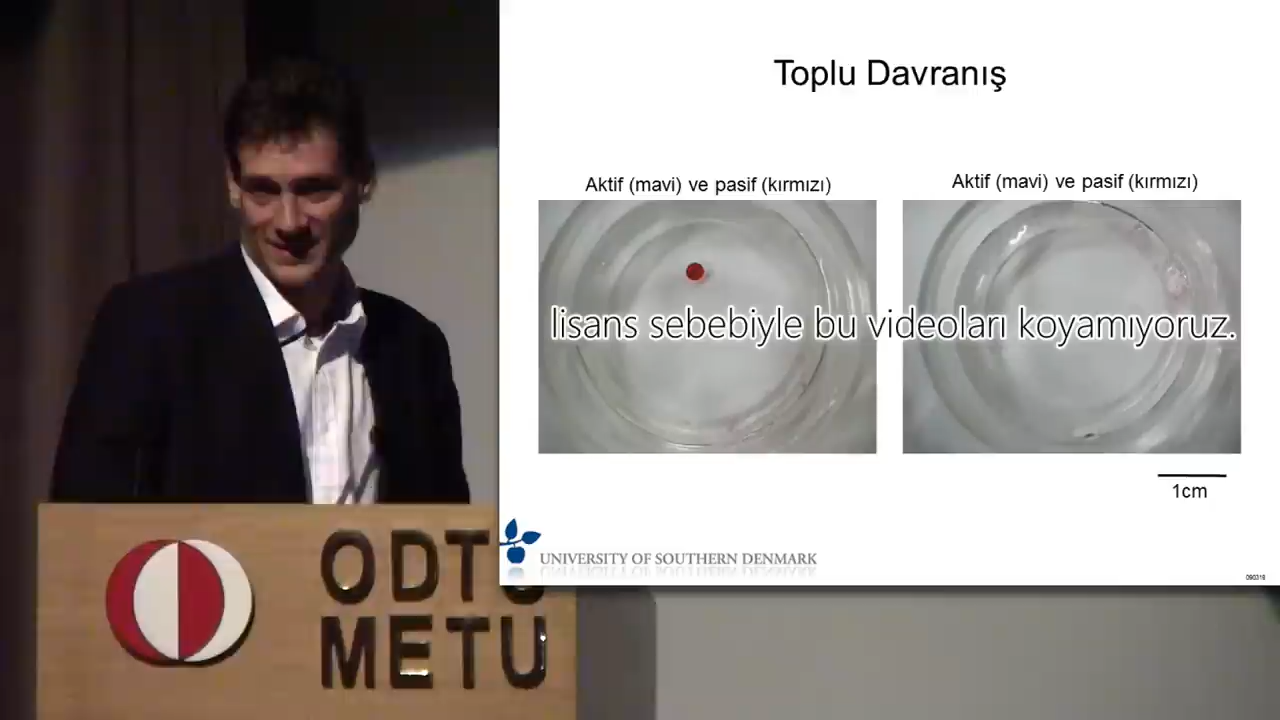 Toplu Davranış
Aktif (mavi) ve pasif (kırmızı)
Aktif (mavi) ve pasif (kırmızı)
lisans sebebiyle bu videoları koyamıyoruz.
1cm
UNIVERSITY OF SOUTHERN DENMARK
090318
ODTÜ
METU